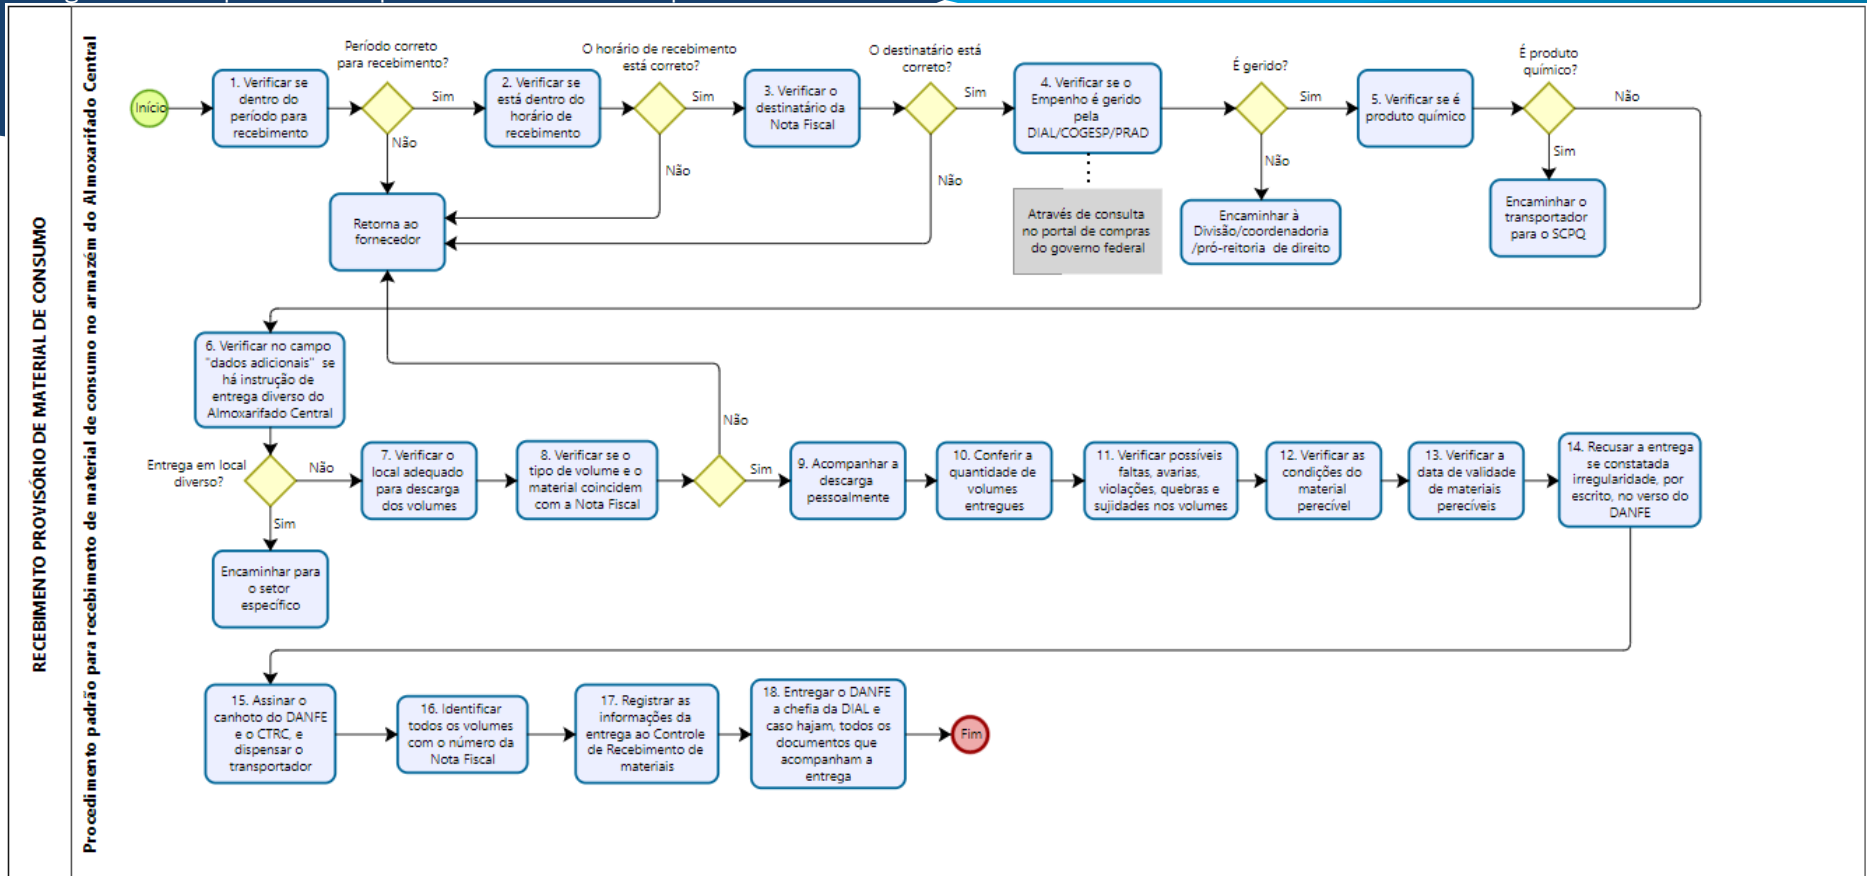 RECEBIMENTO PROVISÓRIO DE MATERIAL DE CONSUMO
Procedimento padrão para recebimento de material de consumo no armazém do Almoxarifado Central
Início
1. Verificar se
dentro do
período para
recebimento
Período correto
para recebimento?
Sim
Não
2. Verificar se
está dentro do
horário de
recebimento
O horário de recebimento
está correto?
Sim
Não
3. Verificar o
destinatário da
Nota Fiscal
O destinatário está
correto?
Sim
Não
4. Verificar se o
Empenho é gerido
pela
DIAL/COGESP/PRAD
É gerido?
Sim
Não
5. Verificar se é
produto químico
É produto
químico?
Não
Sim
Retorna ao
fornecedor
Através de consulta
no portal de compras
do governo federal
Encaminhar à
Divisão/coordenadoria
/pró-reitoria de direito
Encaminhar o
transportador
para o SCPQ
6. Verificar no campo
"dados adicionais" se
há instrução de
entrega diverso do
Almoxarifado Central
Entrega em local
diverso?
Não
Sim
Encaminhar para
o setor
específico
7. Verificar o
local adequado
para descarga
dos volumes
8. Verificar se o
tipo de volume e o
material coincidem
com a Nota Fiscal
Não
Sim
9. Acompanhar a
descarga
pessoalmente
10. Conferir a
quantidade de
volumes
entregues
11. Verificar possíveis
faltas, avarias,
violações, quebras e
sujidades nos volumes
12. Verificar as
condições do
material
perecível
13. Verificar a
data de validade
de materiais
perecíveis
14. Recusar a entrega
se constatada
irregularidade, por
escrito, no verso do
DANFE
15. Assinar o
canhoto do DANFE
e o CTRC, e
dispensar o
transportador
16. Identificar
todos os volumes
com o número da
Nota Fiscal
17. Registrar as
informações da
entrega ao Controle
de Recebimento de
materiais
18. Entregar o DANFE
a chefia da DIAL e
caso hajam, todos os
documentos que
acompanham a
entrega
Fim